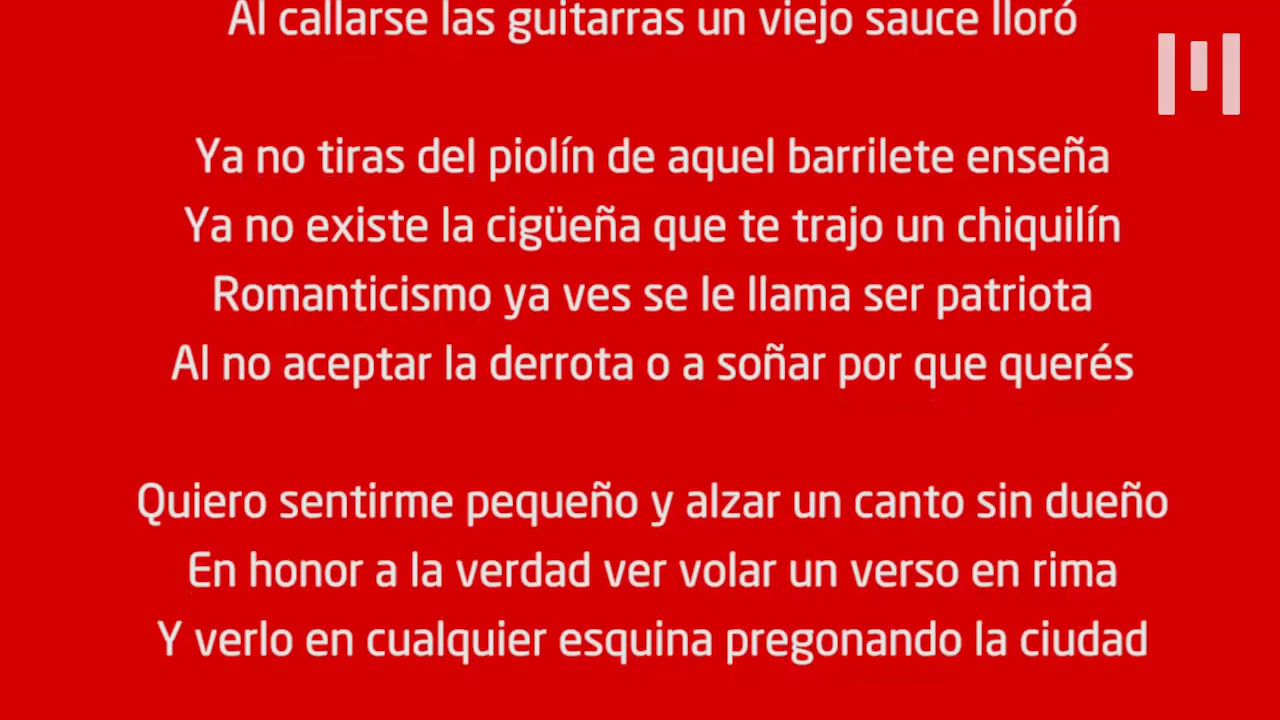 Al callarse las guitarras un viejo sauce lloró
Ya no tiras del piolín de aquel barrilete enseña
Ya no existe la cigüeña que te trajo un chiquilín
Romanticismo ya ves se le llama ser patriota
Al no aceptar la derrota o a soñar por que querés
Quiero sentirme pequeño y alzar un canto sin dueño
En honor a la verdad ver volar un verso en rima
Y verlo en cualquier esquina pregonando la ciudad